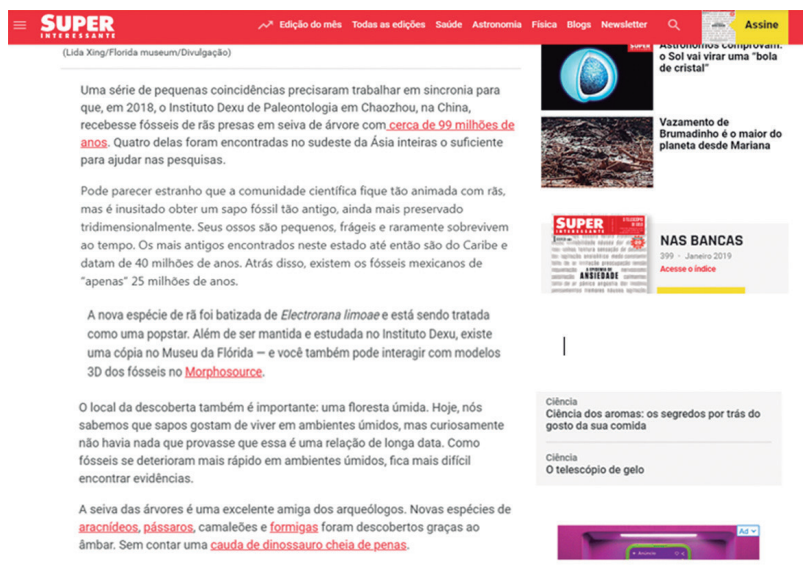 SUPER
INTERESSANTE
Edição do mês Todas as edições Saúde Astronomia Física Blogs Newsletter
Assine
(Lida Xing/Florida museum/Divulgação)
Uma série de pequenas coincidências precisaram trabalhar em sincronia para
que, em 2018, o Instituto Dexu de Paleontologia em Chaozhou, na China,
recebesse fósseis de rãs presas em seiva de árvore com cerca de 99 milhões de
anos. Quatro delas foram encontradas no sudeste da Ásia inteiras o suficiente
para ajudar nas pesquisas.
Pode parecer estranho que a comunidade científica fique tão animada com rãs,
mas é inusitado obter um sapo fóssil tão antigo, ainda mais preservado
tridimensionalmente. Seus ossos são pequenos, frágeis e raramente sobrevivem
ao tempo. Os mais antigos encontrados neste estado até então são do Caribe e
datam de 40 milhões de anos. Atrás disso, existem os fósseis mexicanos de
"apenas" 25 milhões de anos.
A nova espécie de rã foi batizada de Electrorana limoae e está sendo tratada
como uma popstar. Além de ser mantida e estudada no Instituto Dexu, existe
uma cópia no Museu da Flórida — e você também pode interagir com modelos
3D dos fósseis no Morphosource.
O local da descoberta também é importante: uma floresta úmida. Hoje, nós
sabemos que sapos gostam de viver em ambientes úmidos, mas curiosamente
não havia nada que provasse que essa é uma relação de longa data. Como
fósseis se deterioram mais rápido em ambientes úmidos, fica mais difícil
encontrar evidências.
A seiva das árvores é uma excelente amiga dos arqueólogos. Novas espécies de
aracnídeos, pássaros, camaleões e formigas foram descobertos graças ao
âmbar. Sem contar uma cauda de dinossauro cheia de penas.
Astrônomos comprovam:
o Sol vai virar uma "bola
de cristal"
Vazamento de
Brumadinho é o maior do
planeta desde Mariana
SUPER
INTERESSANTE
A EPIDEMIA DE
ANSIEDADE
NAS BANCAS
399 - Janeiro 2019
Acesse o índice
Ciência
Ciência dos aromas: os segredos por trás do
gosto da sua comida
Ciência
O telescópio de gelo
Ad